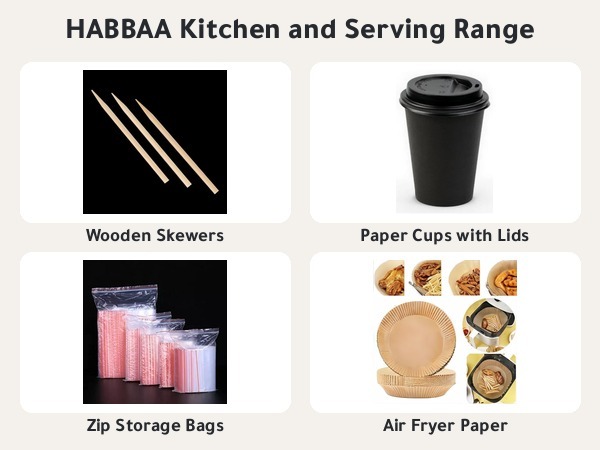 HABBAA Kitchen and Serving Range
Wooden Skewers
Paper Cups with Lids
Zip Storage Bags
Air Fryer Paper